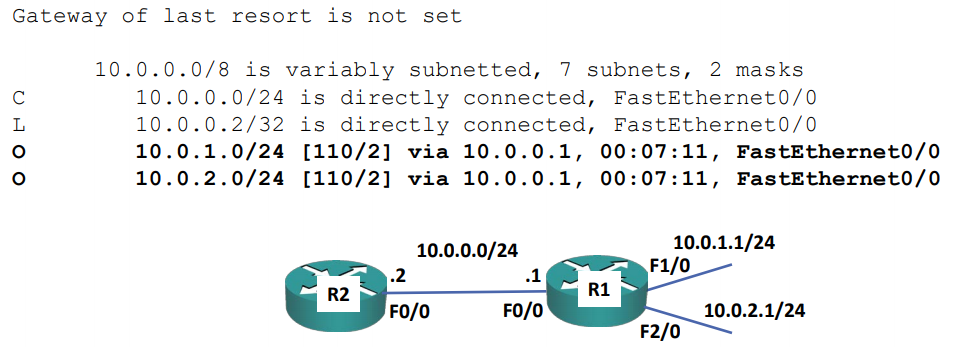 Gateway of last resort is not set
10.0.0.0/8 is variably subnetted, 7 subnets, 2 masks
C 10.0.0.0/24 is directly connected, FastEthernet0/0
L 10.0.0.2/32 is directly connected, FastEthernet0/0
O 10.0.1.0/24 [110/2] via 10.0.0.1, 00:07:11, FastEthernet0/0
O 10.0.2.0/24 [110/2] via 10.0.0.1, 00:07:11, FastEthernet0/0
10.0.0.0/24
10.0.1.1/24
.2
.1
F1/0
R2
R1
F0/0
F0/0
10.0.2.1/24
F2/0